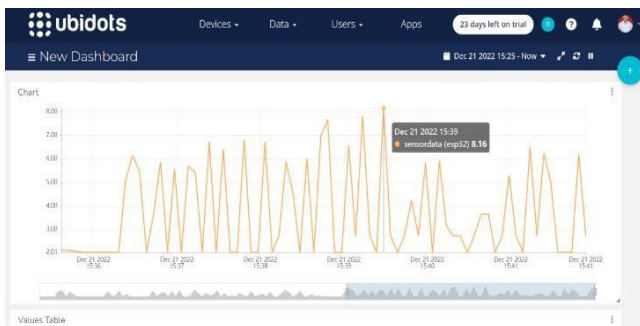 ubidots
Devices
Data
Users
Apps
23 days left on trial
New Dashboard
Dec 21 2022 15:25 - Now
Chart
8.00
7.00
6.00
5.00
4.00
3.00
2.01
Dec 21 2022 15:39
sensordata (esp32) 8.16
Dec 21 2022
15:36
Dec 21 2022
15:37
Dec 21 2022
15:38
Dec 21 2022
15:39
Dec 21 2022
15:40
Dec 21 2022
15:41
Dec 21 2022
15:41
Values Table